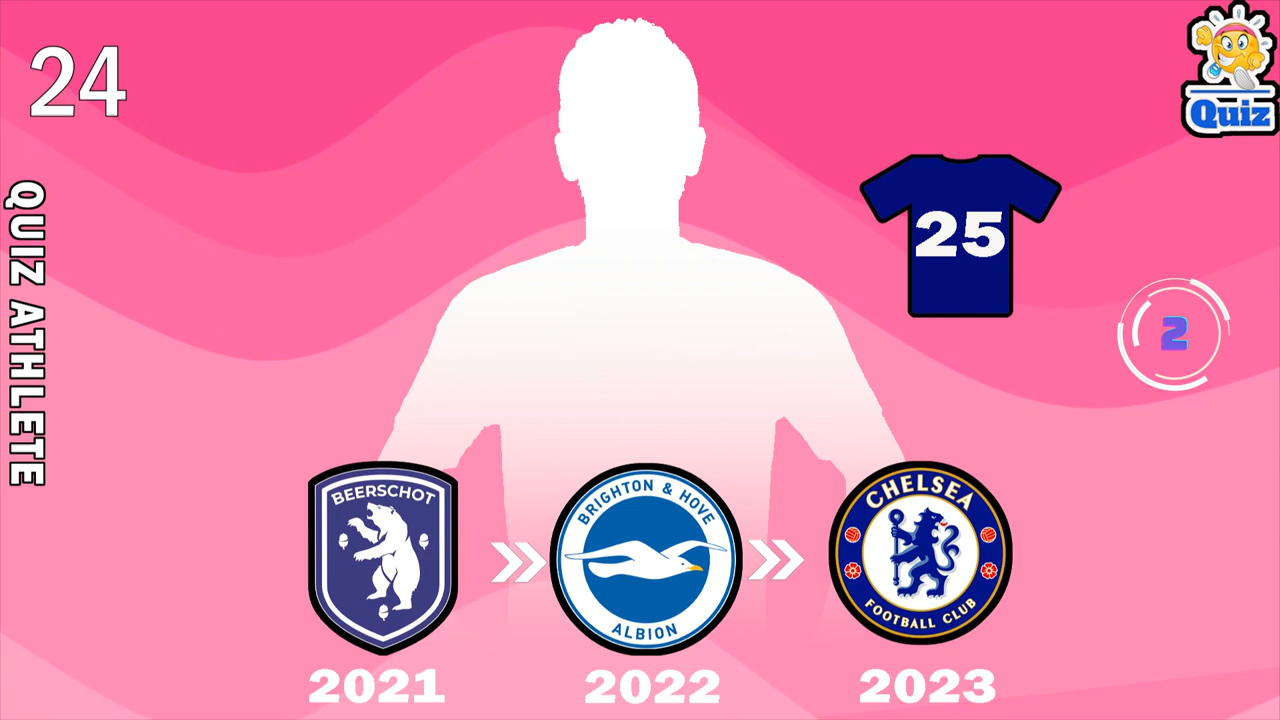 24
Quiz
QUIZ ATHLETE
25
2
BEERSCHOT
BRIGHTON & HOVE
ALBION
CHELSEA
FOOTBALL CLUB
2021
2022
2023